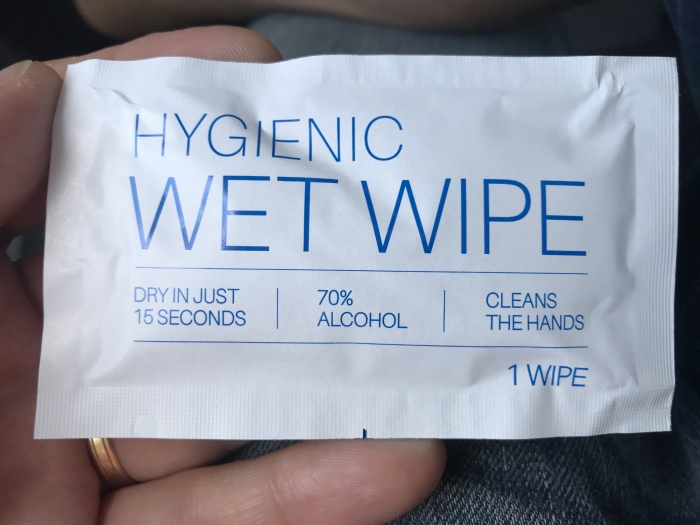 HYGIENIC
WET WIPE
DRY IN JUST
15 SECONDS
70%
ALCOHOL
CLEANS
THE HANDS
1 WIPE